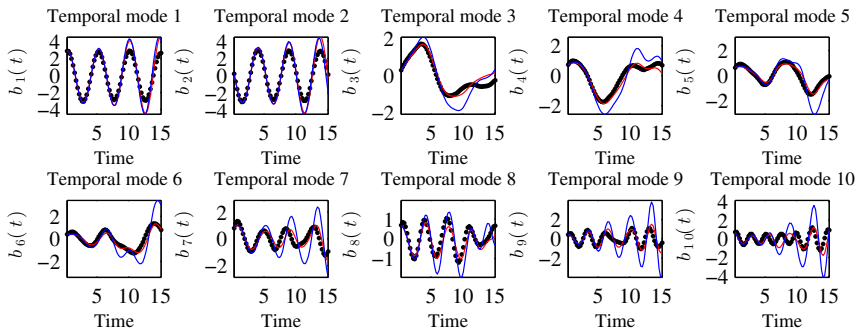 Temporal mode 1
Temporal mode 2
Temporal mode 3
Temporal mode 4
Temporal mode 5
b1(t)
4
2
0
−2
−4
5 10 15
Time
b2(t)
4
2
0
−2
−4
5 10 15
Time
b3(t)
2
0
−2
5 10 15
Time
b4(t)
2
0
−2
5 10 15
Time
b5(t)
2
0
−2
5 10 15
Time
Temporal mode 6
Temporal mode 7
Temporal mode 8
Temporal mode 9
Temporal mode 10
b6(t)
2
0
−2
5 10 15
Time
b7(t)
2
0
−2
5 10 15
Time
b8(t)
1
0
−1
5 10 15
Time
b9(t)
2
0
−2
5 10 15
Time
b10(t)
4
2
0
−2
−4
5 10 15
Time